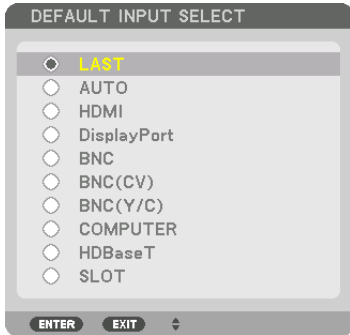 DEFAULT INPUT SELECT
LAST
AUTO
HDMI
DisplayPort
BNC
BNC(CV)
BNC(Y/C)
COMPUTER
HDBaseT
SLOT
ENTER EXIT